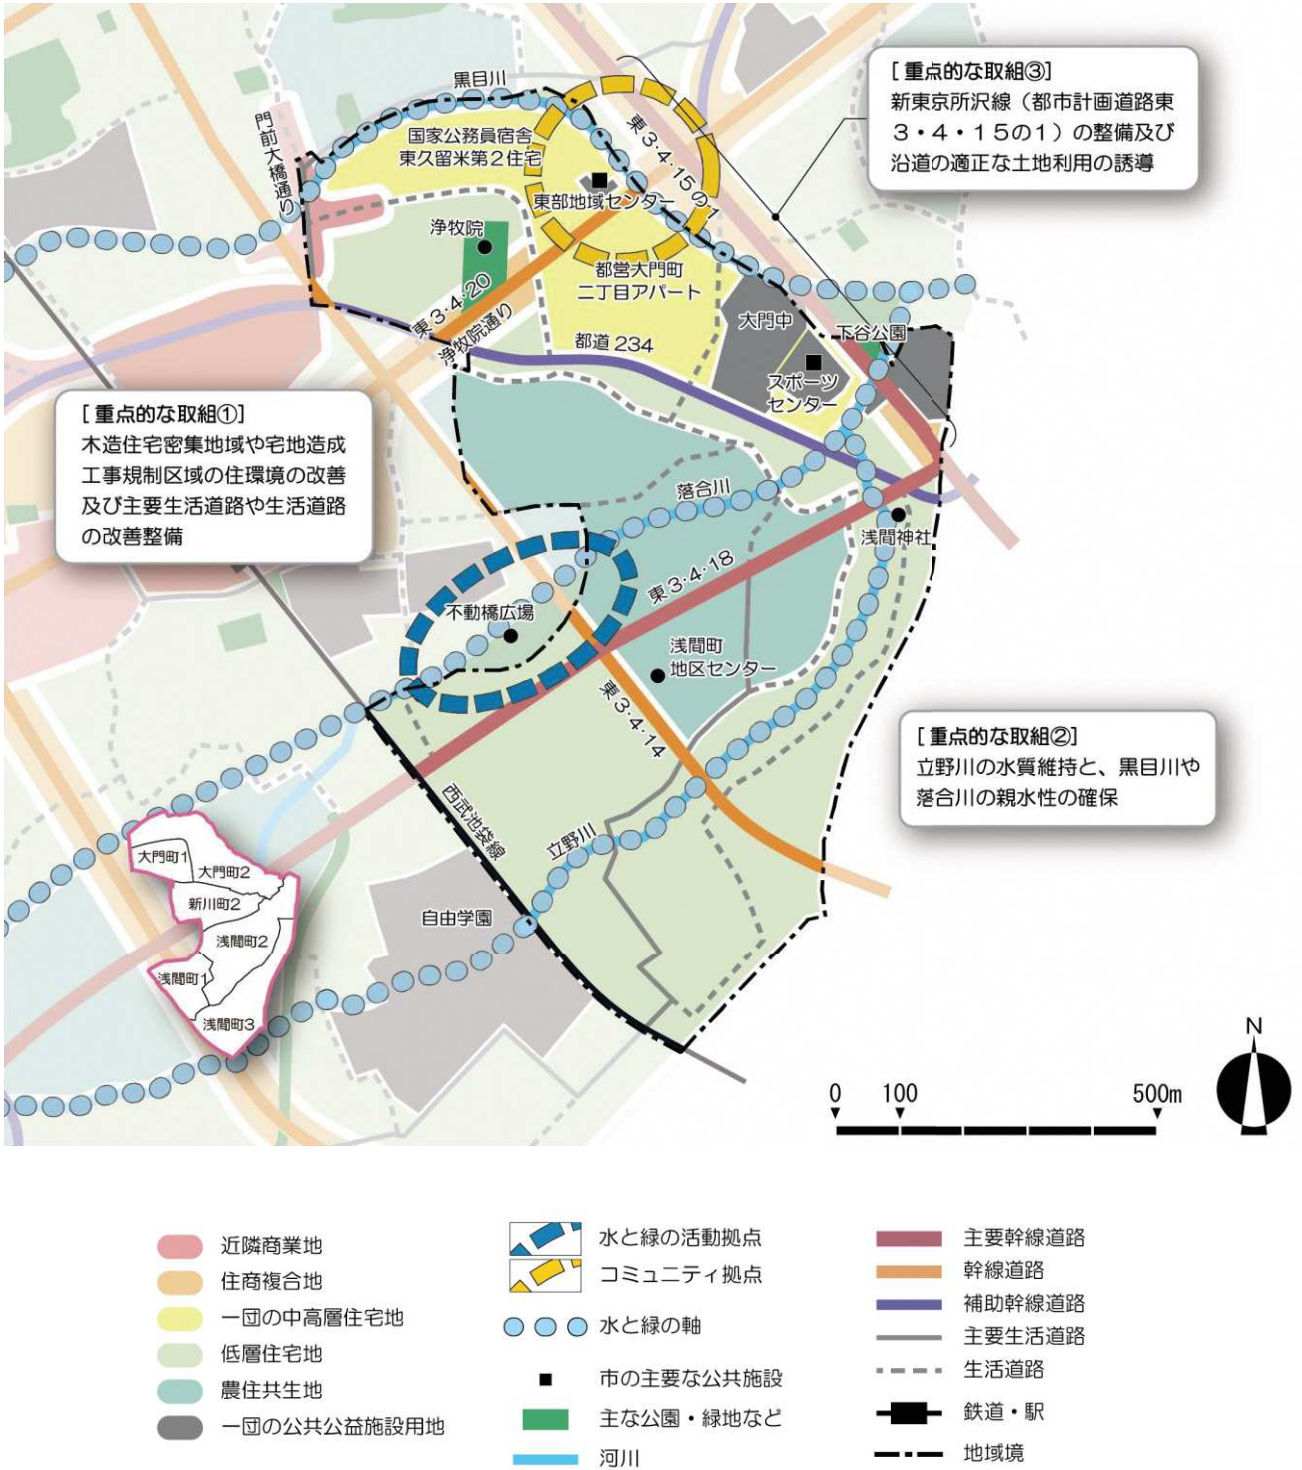 [重点的な取組③]
新東京所沢線（都市計画道路東
3・4・15の1）の整備及び
沿道の適正な土地利用の誘導
黒目川
門前大橋通り
国家公務員宿舎
東久留米第2住宅
東3・4・15の1
東部地域センター
浄牧院
都営大門町
二丁目アパート
東3・4・20
浄牧院通り
都道234
大門中
下谷公園
スポーツ
センター
[重点的な取組①]
木造住宅密集地域や宅地造成
工事規制区域の住環境の改善
及び主要生活道路や生活道路
の改善整備
落合川
浅間神社
東3・4・18
不動橋広場
浅間町
地区センター
東3・4・14
[重点的な取組②]
立野川の水質維持と、黒目川や
落合川の親水性の確保
西武池袋線
立野川
自由学園
大門町1
大門町2
新川町2
浅間町2
浅間町1
浅間町3
N
0 100 500m
近隣商業地
住商複合地
一団の中高層住宅地
低層住宅地
農住共生地
一団の公共公益施設用地
水と緑の活動拠点
コミュニティ拠点
水と緑の軸
市の主要な公共施設
主な公園・緑地など
河川
主要幹線道路
幹線道路
補助幹線道路
主要生活道路
生活道路
鉄道・駅
地域境